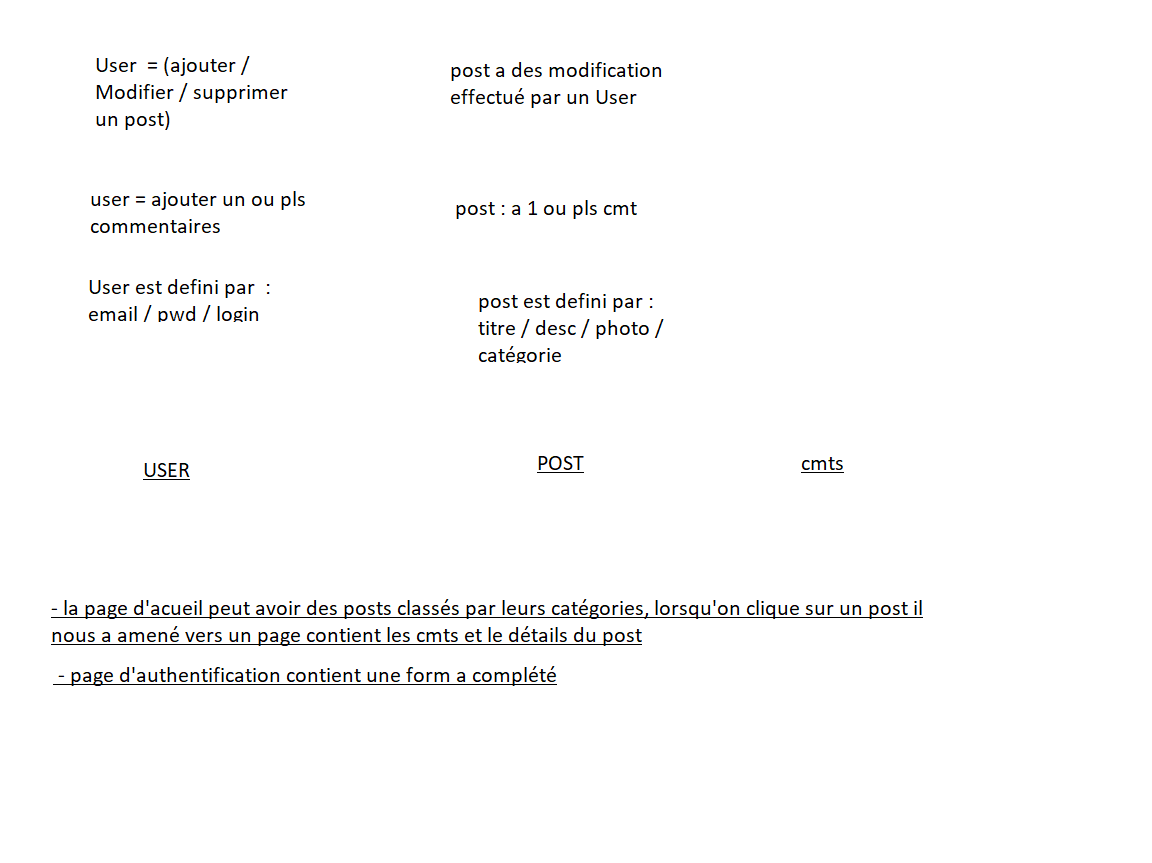 User  = (ajouter /
Modifier / supprimer
un post)
post a des modification
effectué par un User
user = ajouter un ou pls
commentaires
post : a 1 ou pls cmt
User est defini par  :
email / pwd / login
post est defini par :
titre / desc / photo /
catégorie
USER
POST
cmts
- la page d'acueil peut avoir des posts classés par leurs catégories, lorsqu'on clique sur un post il
nous a amené vers un page contient les cmts et le détails du post
- page d'authentification contient une form a complété